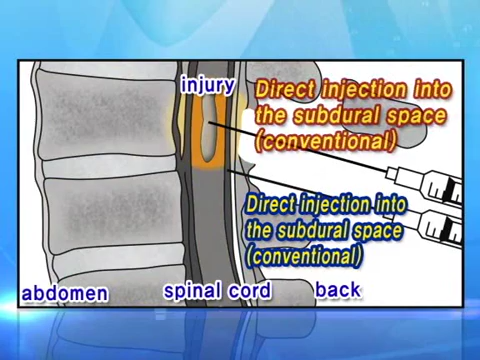 injury
Direct injection into
the subdural space
(conventional)
Direct injection into
the subdural space
(conventional)
abdomen
spinal cord
back